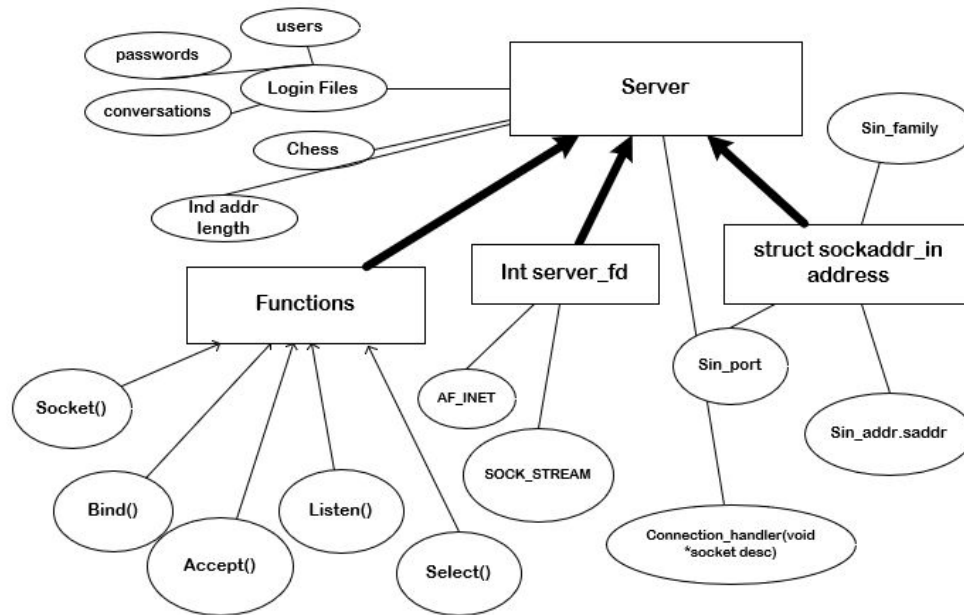 users
passwords
Server
Login Files
conversations
Sin_family
Chess
Ind addr
length
struct sockaddr_in
address
Int server_fd
Functions
Sin_port
AF_INET
Socket()
Sin_addr.saddr
SOCK_STREAM
Bind()
Listen()
Connection_handler(void
*socket desc)
Accept()
Select()